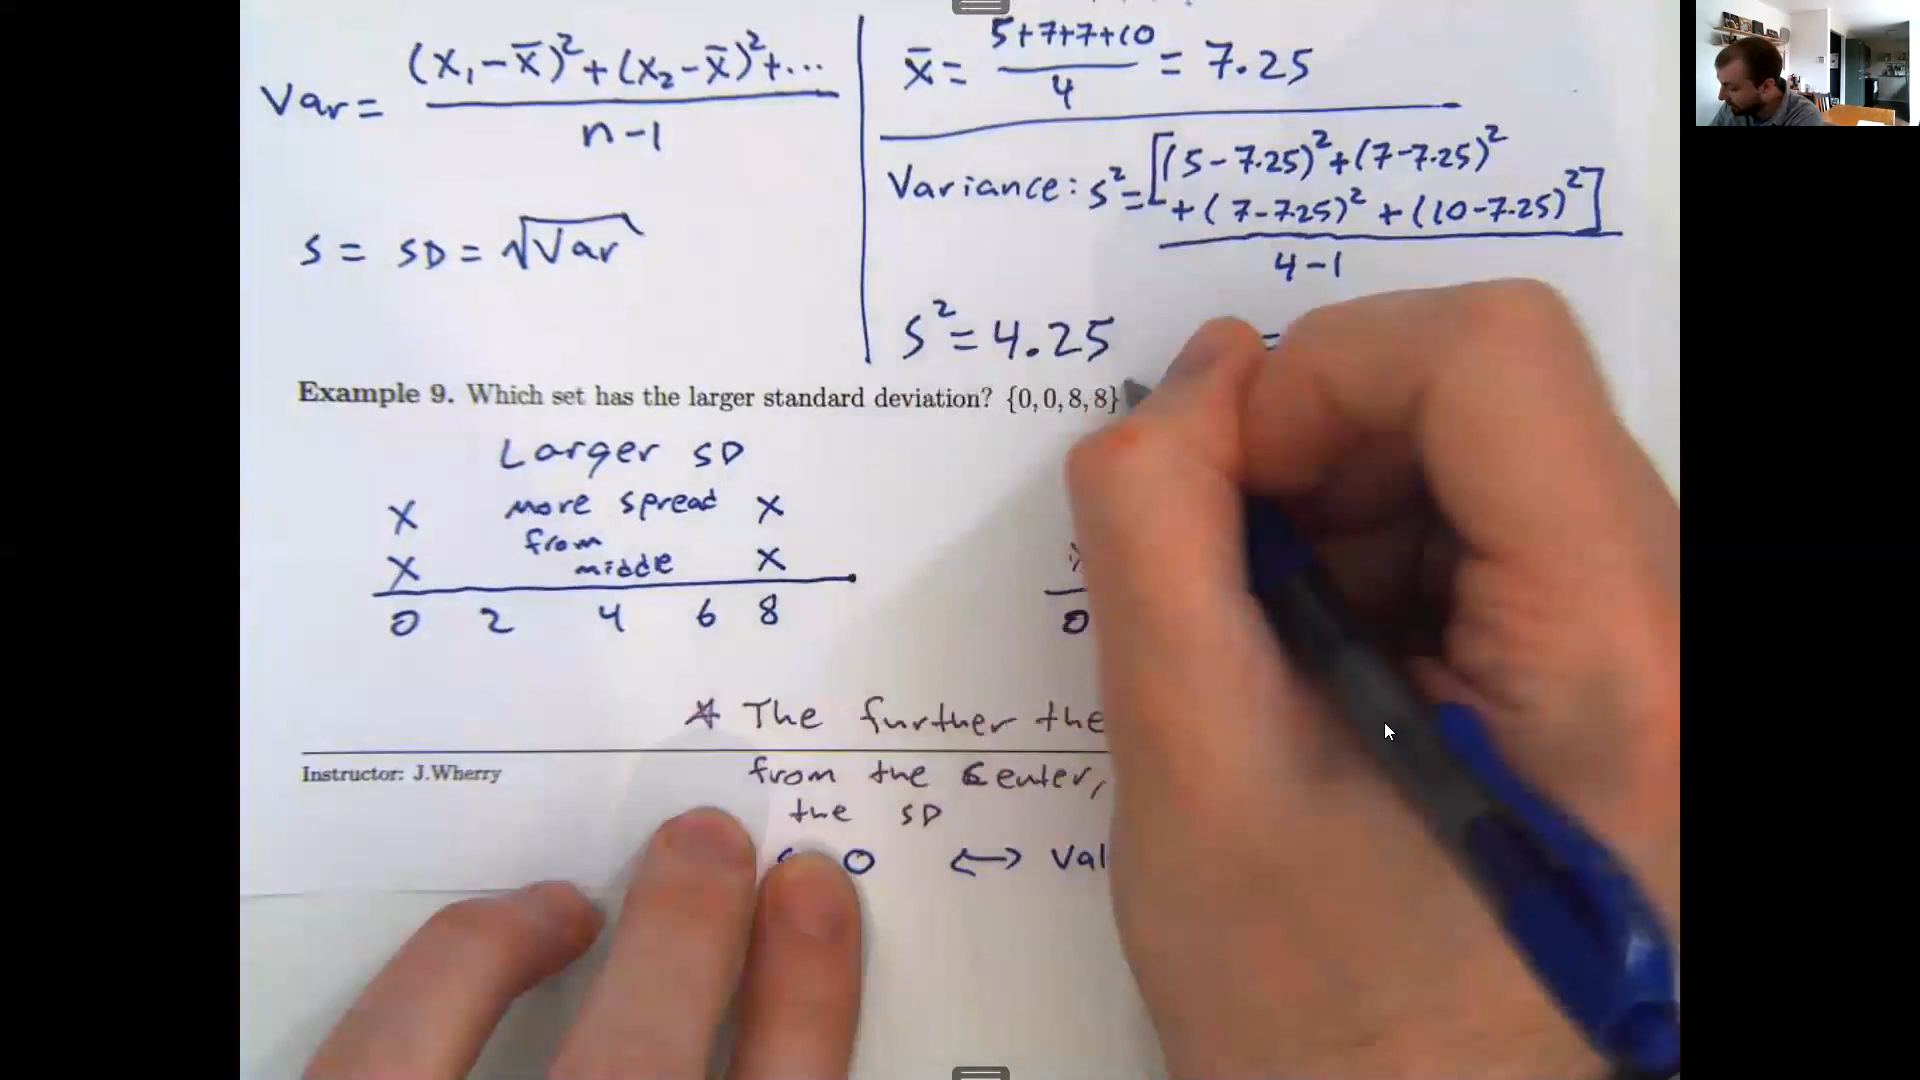 Var = (x₁ - x̄)² + (x₂ - x̄)² + ...
n - 1
s = SD = √Var
x̄ = 5+7+7+10 = 7.25
4
Variance: s² = [(5 - 7.25)² + (7 - 7.25)²
+ (7 - 7.25)² + (10 - 7.25)²]
4 - 1
s² = 4.25 =
Example 9. Which set has the larger standard deviation? {0, 0, 8, 8}
Larger SD
x more spread x
from
x midde x
0 2 4 6 8
0
* The further the
Instructor: J.Wherry
from the center,
the SD
0 ⟷ Val